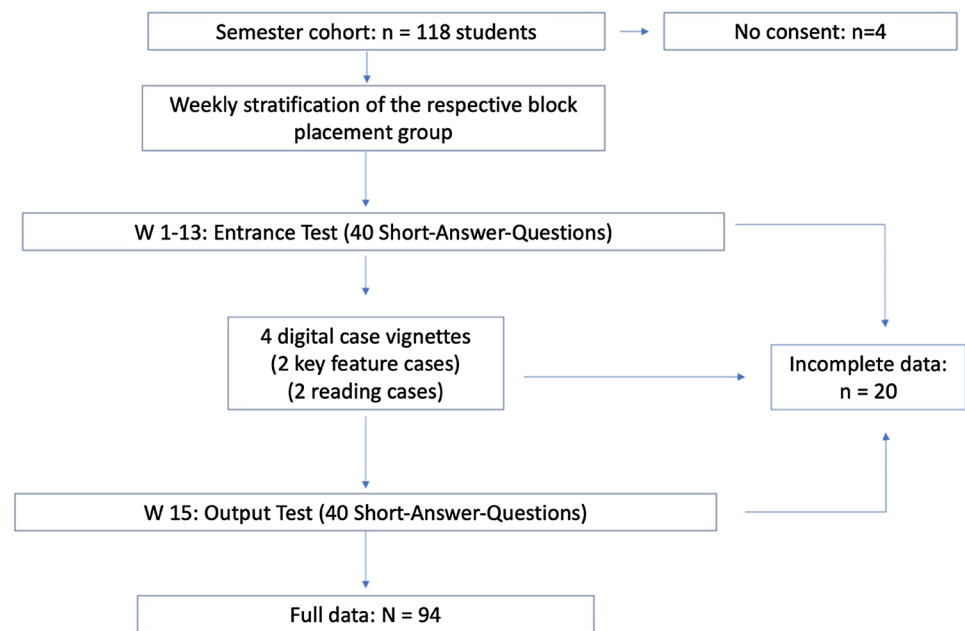 Semester cohort: n = 118 students
No consent: n=4
Weekly stratification of the respective block
placement group
W 1-13: Entrance Test (40 Short-Answer-Questions)
4 digital case vignettes
(2 key feature cases)
(2 reading cases)
Incomplete data:
n = 20
W 15: Output Test (40 Short-Answer-Questions)
Full data: N = 94